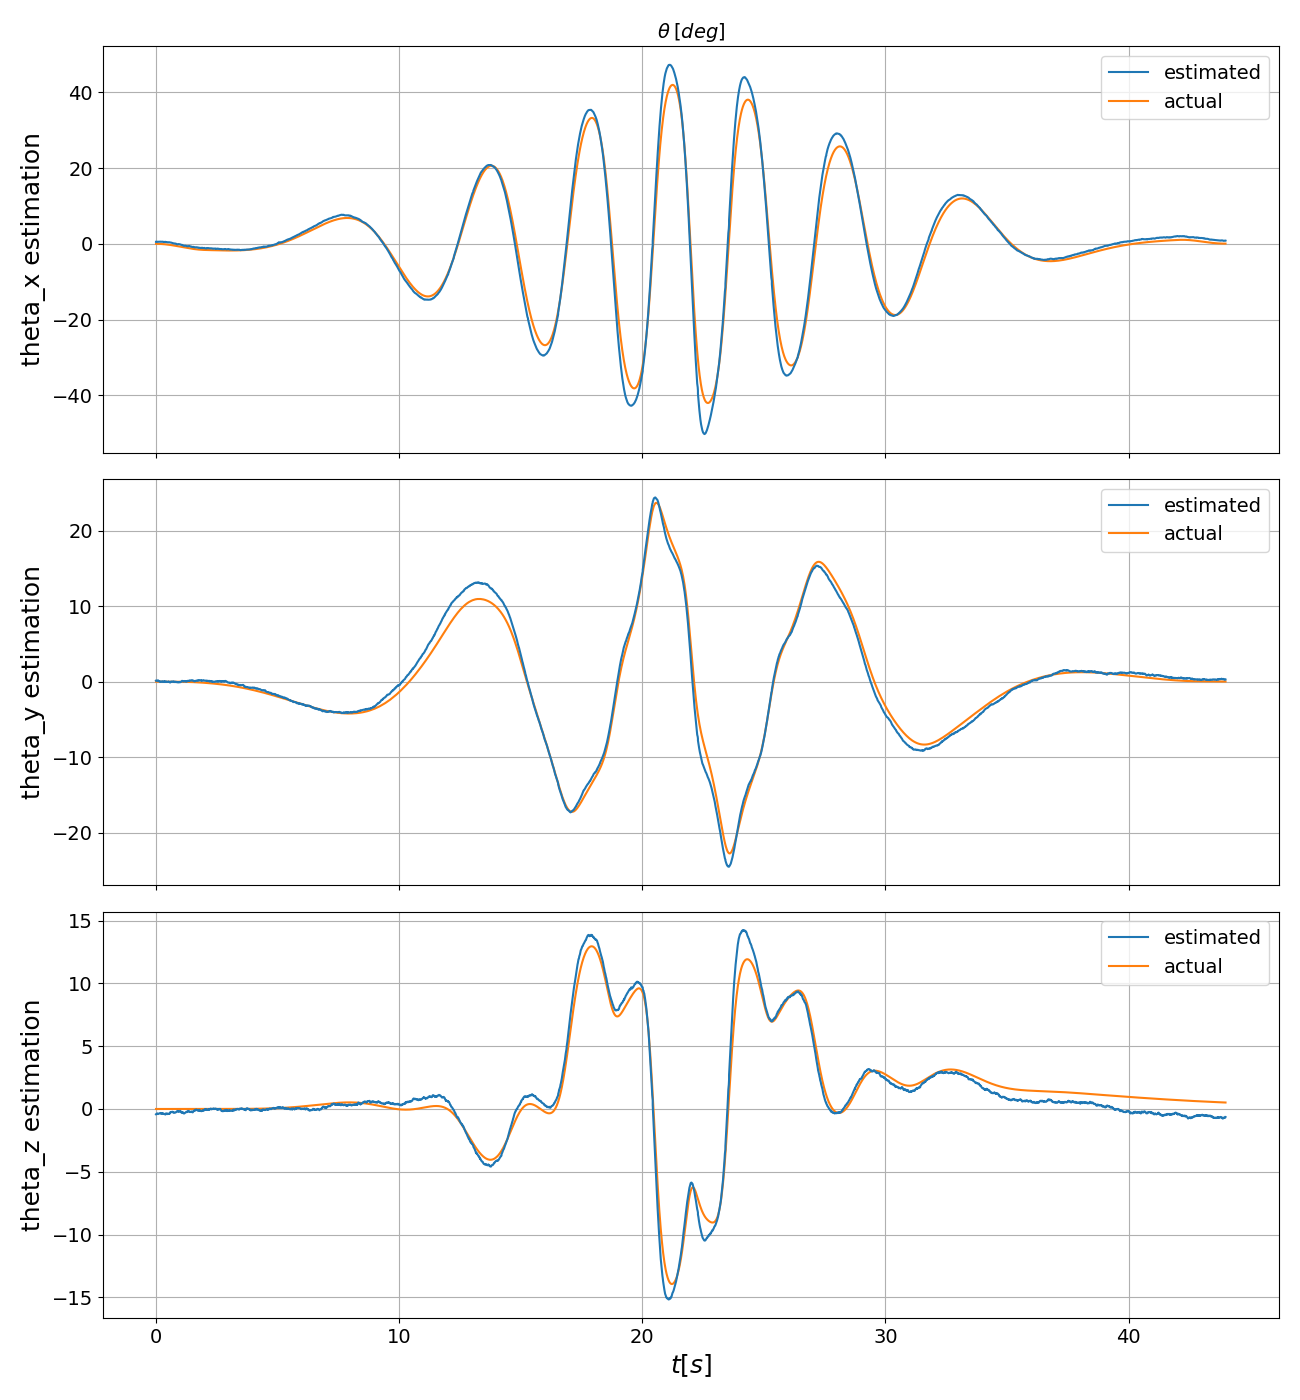 θ [deg]
estimated
actual
theta_x estimation
40
20
0
−20
−40
estimated
actual
theta_y estimation
20
10
0
−10
−20
estimated
actual
theta_z estimation
15
10
5
0
−5
−10
−15
0 10 20 30 40
t[s]